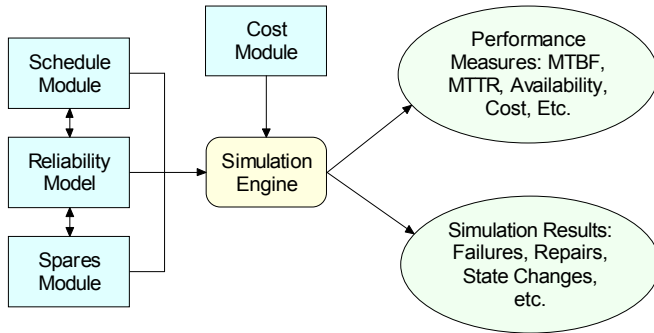 Schedule
Module
Reliability
Model
Spares
Module
Cost
Module
Simulation
Engine
Performance
Measures: MTBF,
MTTR, Availability,
Cost, Etc.
Simulation Results:
Failures, Repairs,
State Changes,
etc.